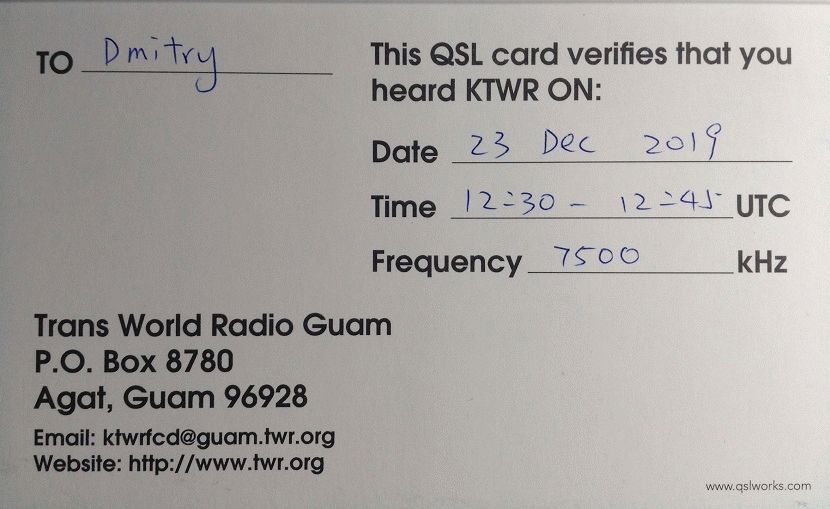 TO Dmitry
This QSL card verifies that you
heard KTWR ON:
Date 23 Dec 2019
Time 12:30 - 12:45 UTC
Frequency 7500 kHz
Trans World Radio Guam
P.O. Box 8780
Agat, Guam 96928
Email: ktwrfcd@guam.twr.org
Website: http://www.twr.org
www.qslworks.com